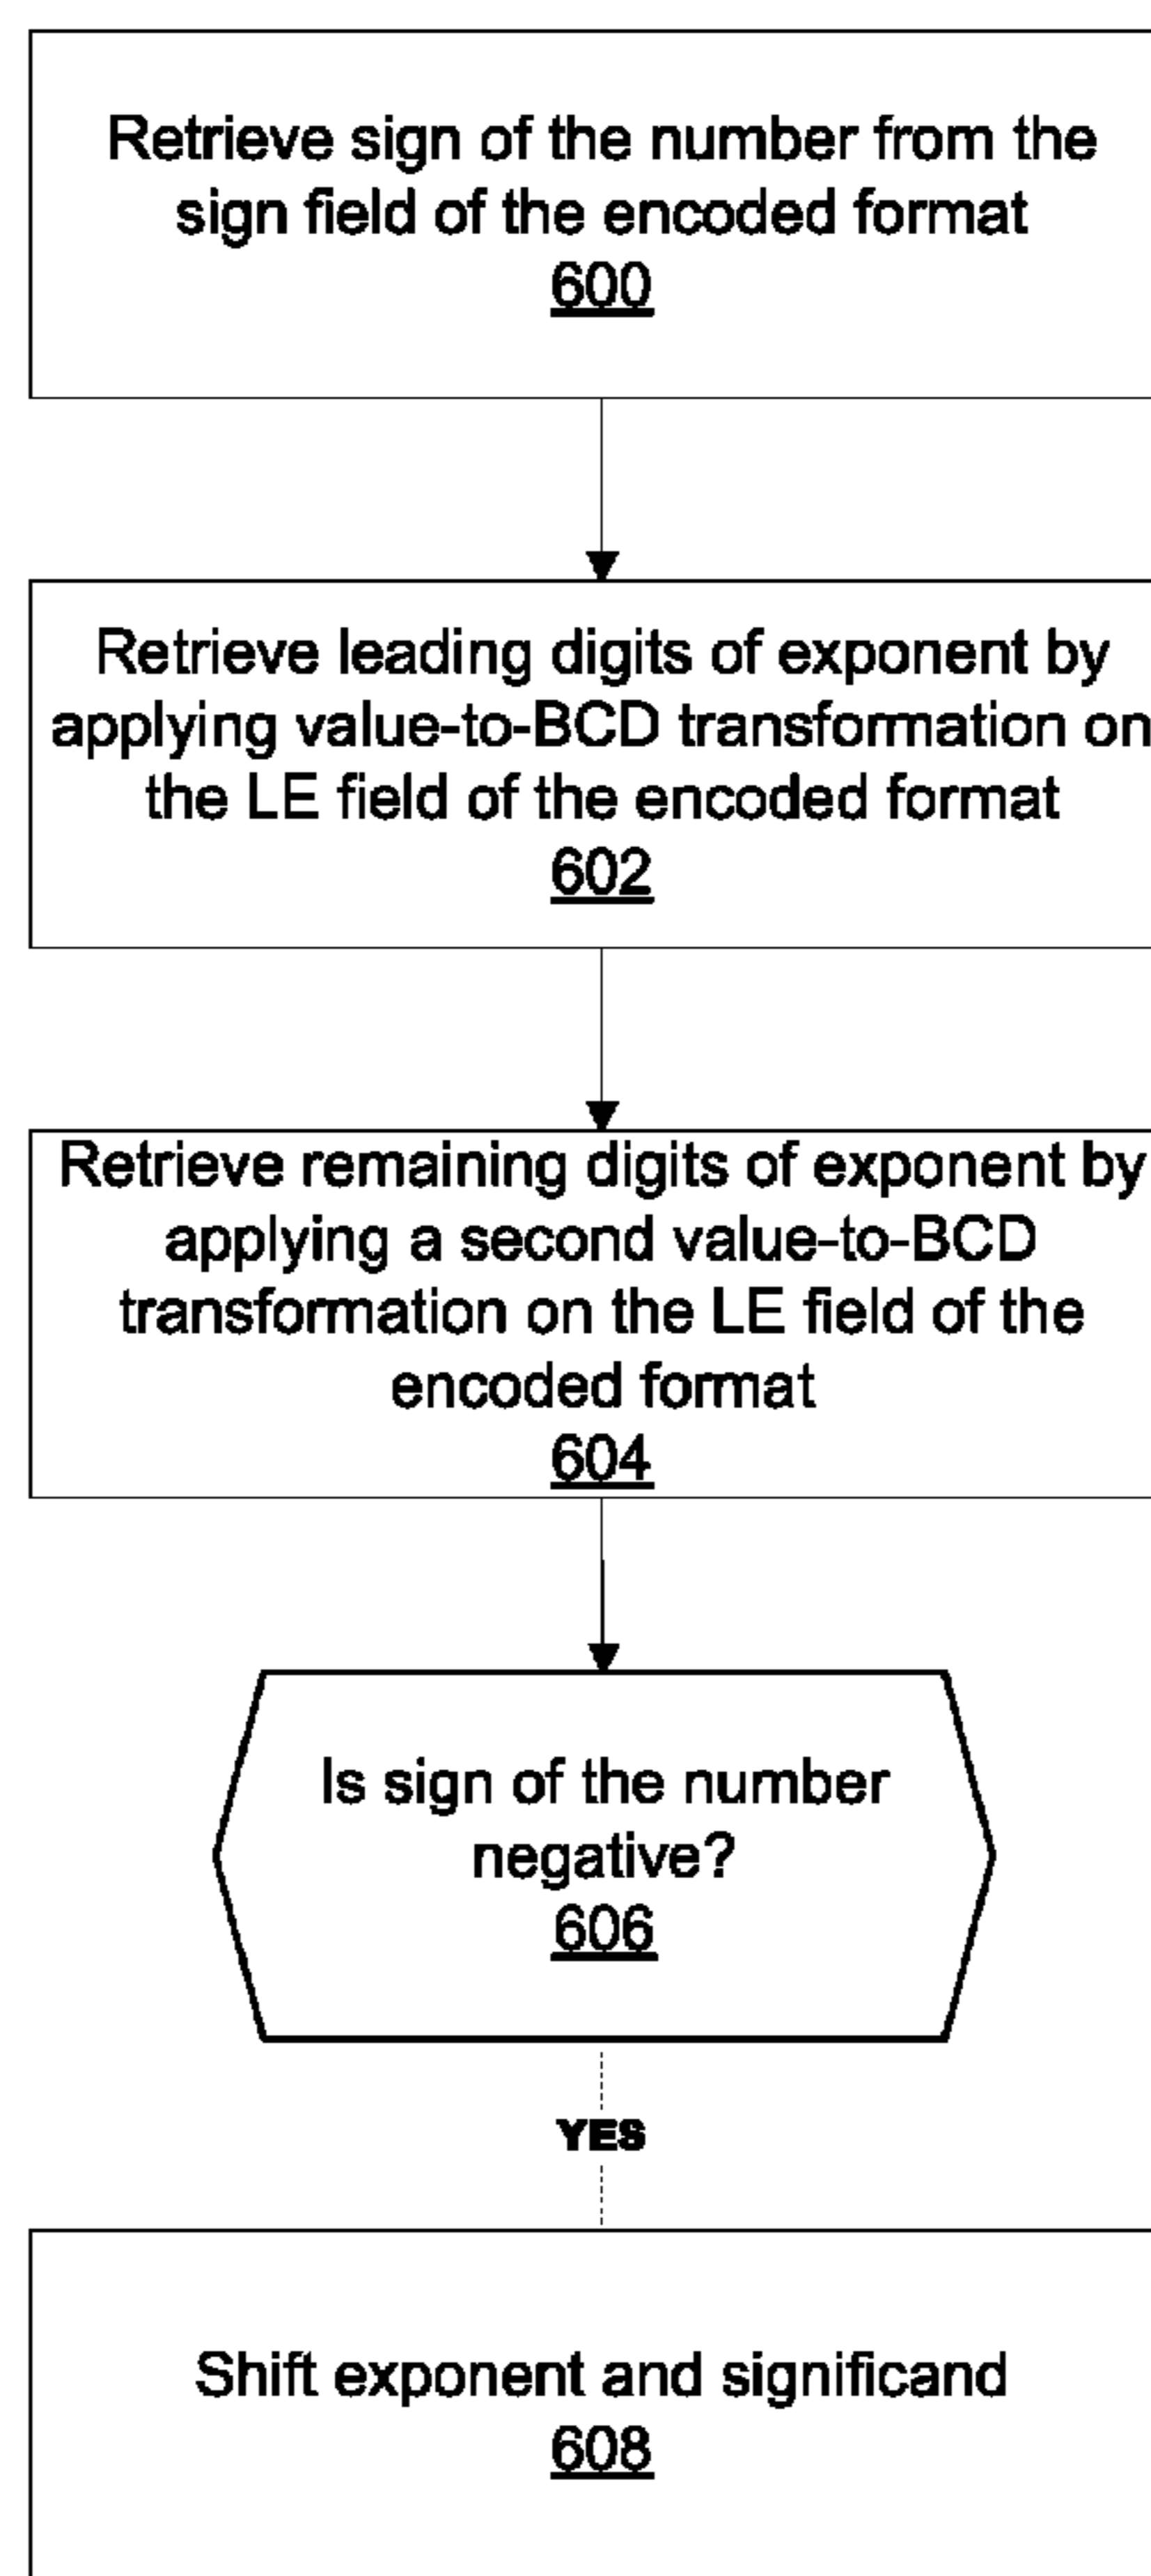 Retrieve sign of the number from the
sign field of the encoded format
600
Retrieve leading digits of exponent by
applying value-to-BCD transformation on
the LE field of the encoded format
602
Retrieve remaining digits of exponent by
applying a second value-to-BCD
transformation on the LE field of the
encoded format
604
Is sign of the number
negative?
606
YES
Shift exponent and significand
608